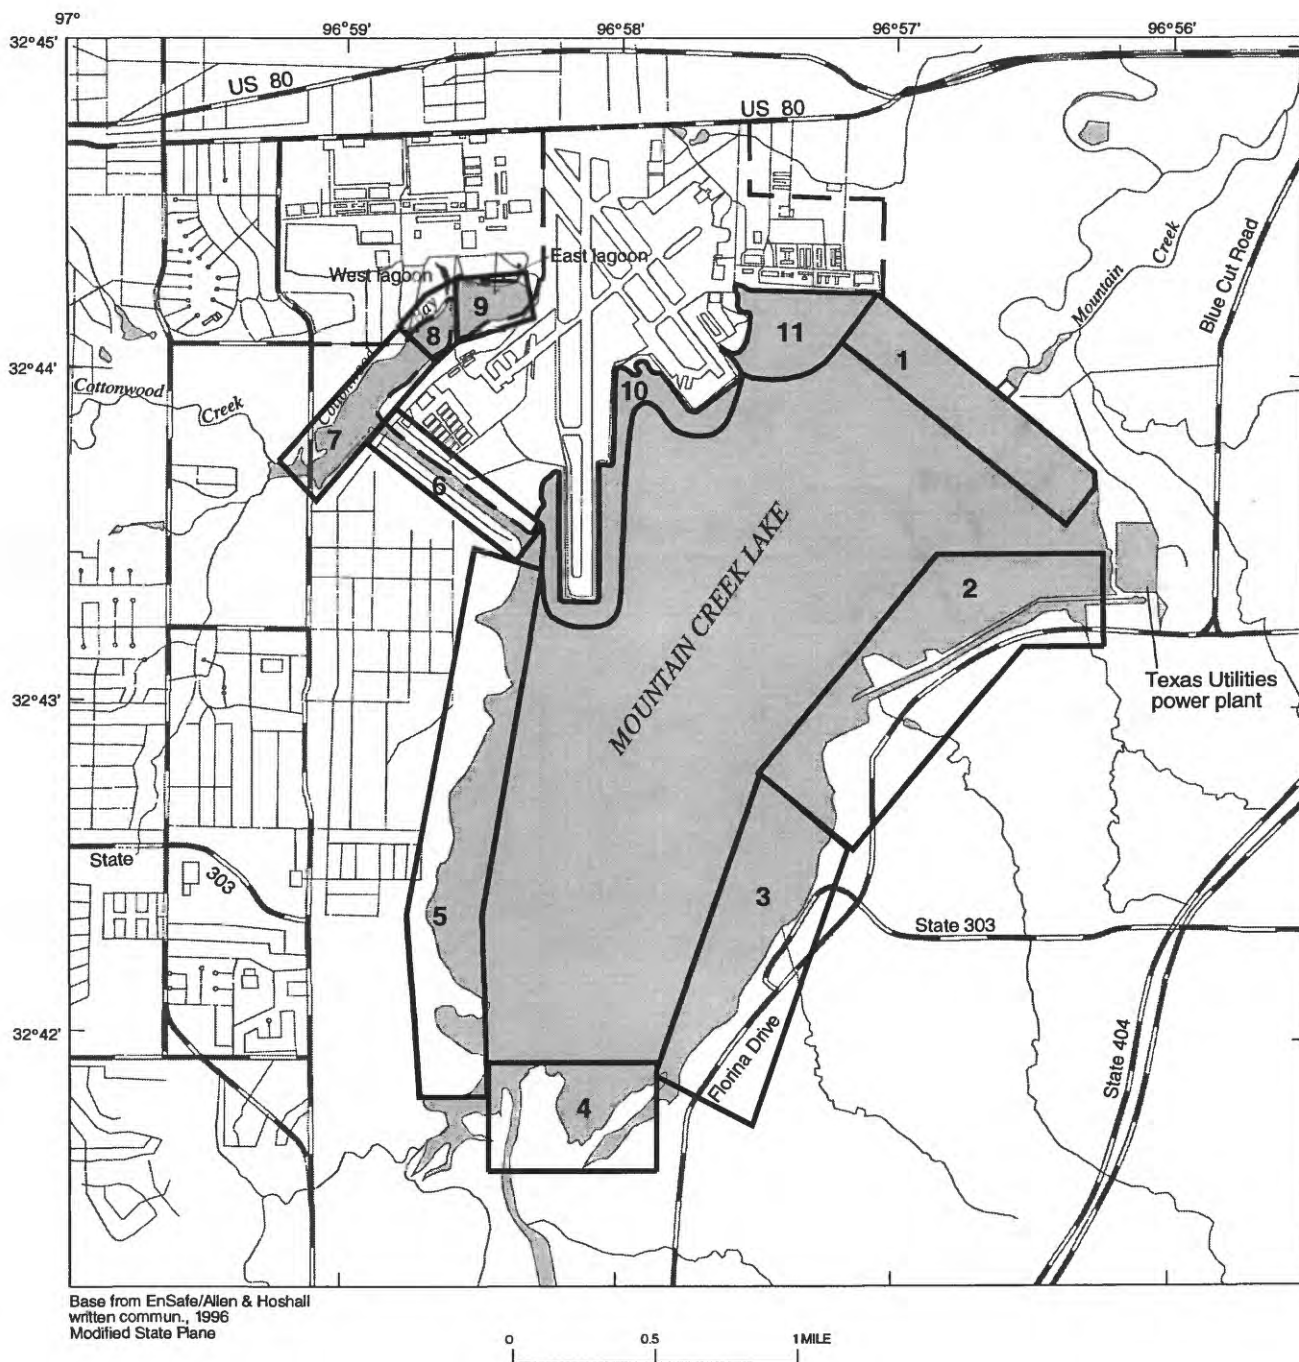 97°
96°59'
96°58'
96°57'
96°56'
32°45'
US 80
US 80
West lagoon
East lagoon
9
8
Cottonwood Bay
11
1
Mountain Creek
Blue Cut Road
32°44'
Cottonwood Creek
10
7
6
MOUNTAIN CREEK LAKE
2
32°43'
Texas Utilities
power plant
State 303
3
5
State 303
32°42'
Florina Drive
State 404
4
Base from EnSafe/Allen & Hoshall
written commun., 1996
Modified State Plane
0 0.5 1 MILE